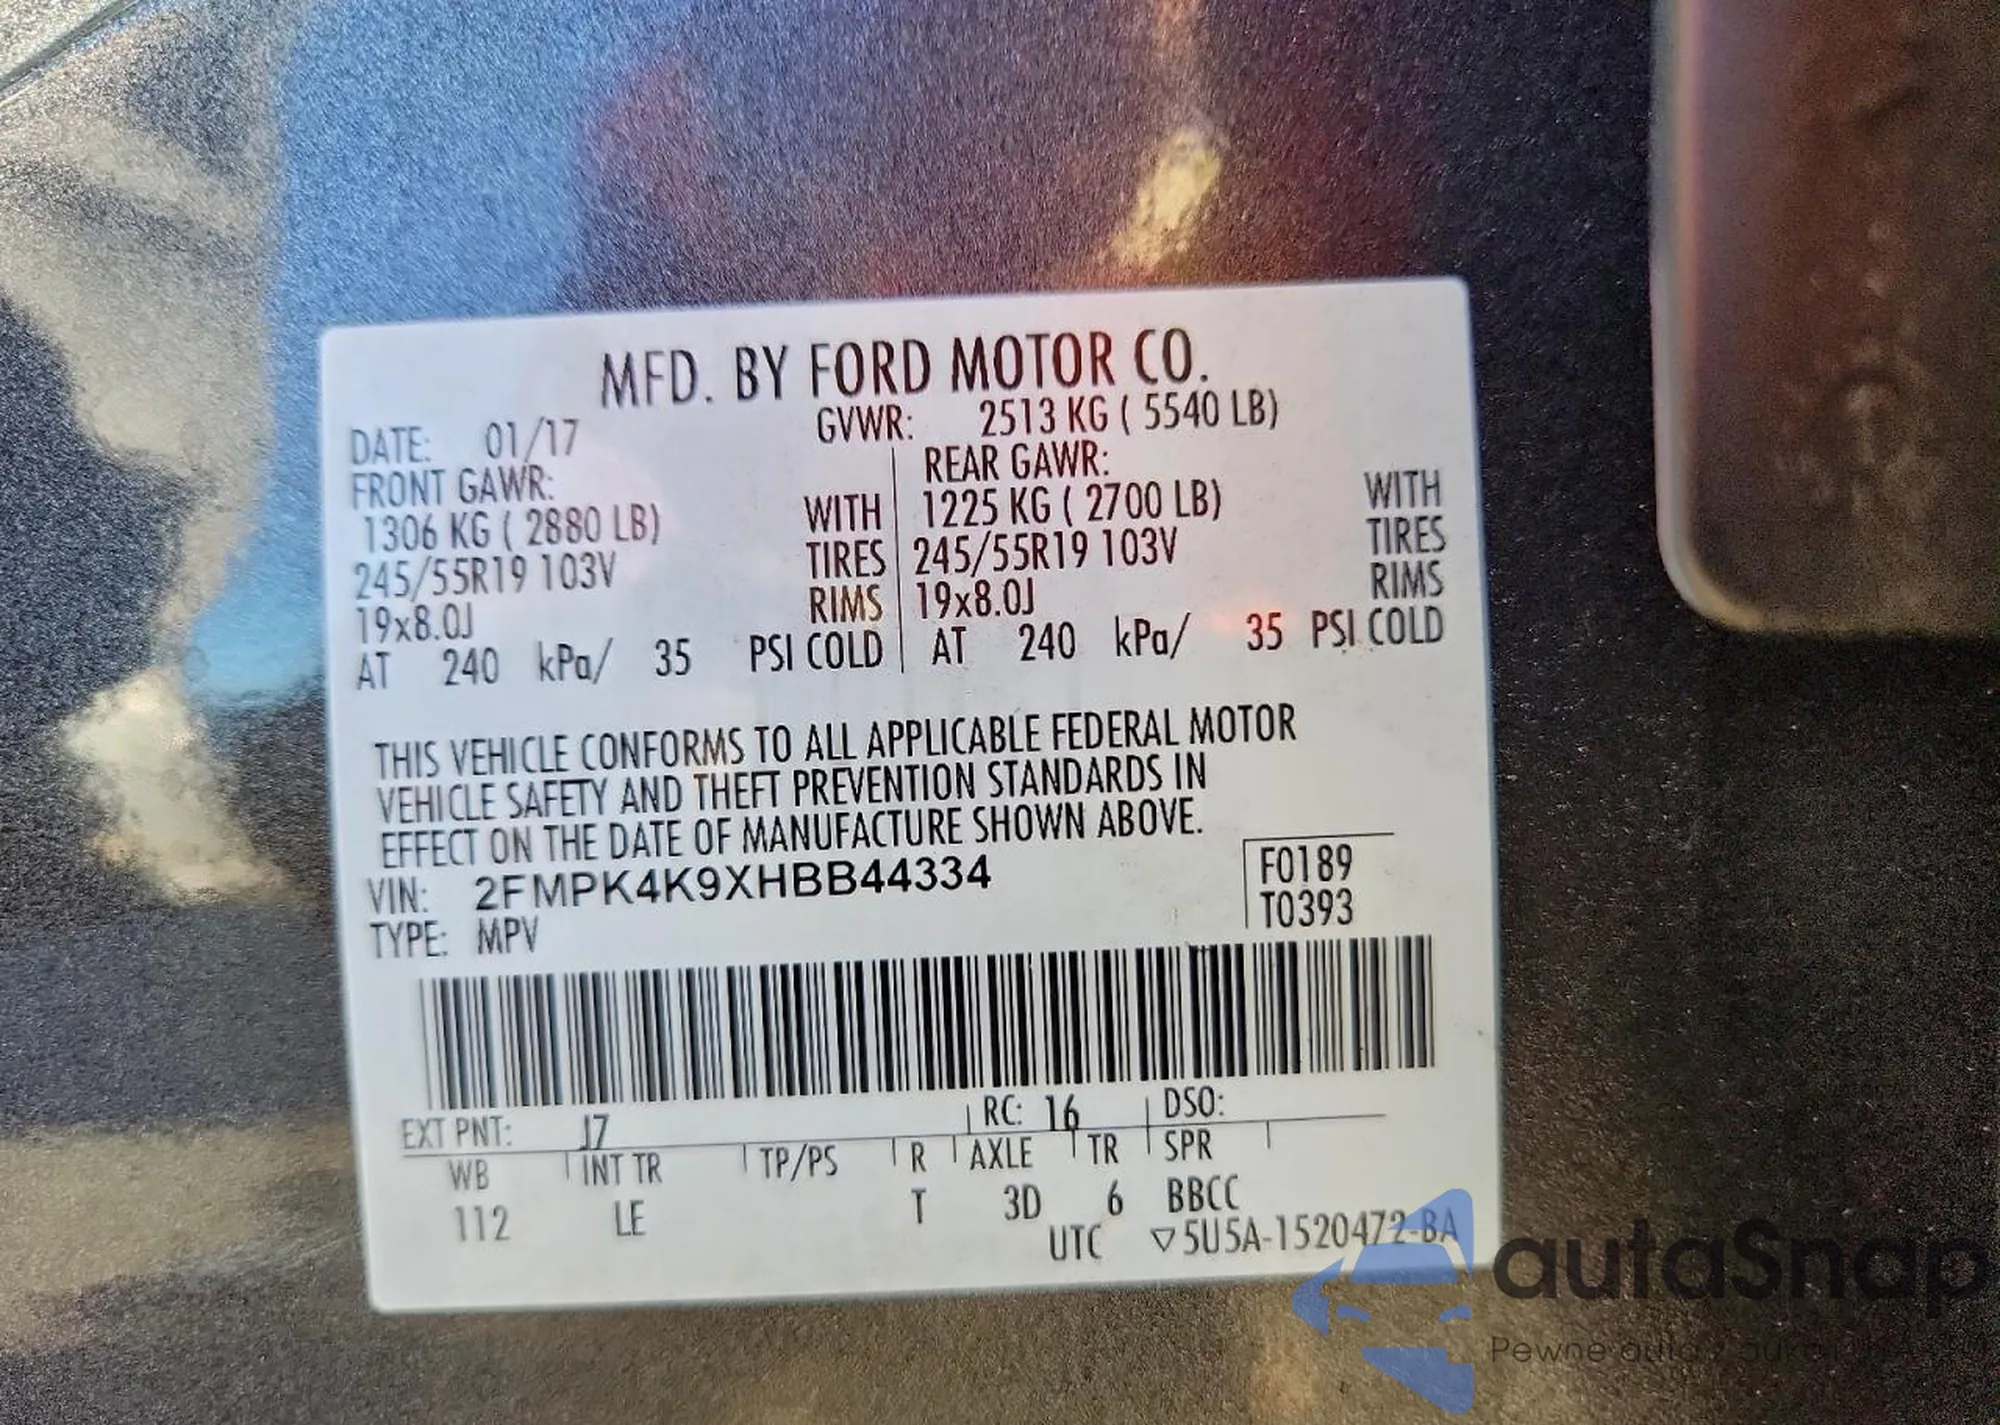 MFD. BY FORD MOTOR CO.
DATE: 01/17 GVWR: 2513 KG ( 5540 LB)
FRONT GAWR: REAR GAWR:
1306 KG ( 2880 LB) WITH 1225 KG ( 2700 LB) WITH
245/55R19 103V TIRES 245/55R19 103V TIRES
19x8.0J RIMS 19x8.0J RIMS
AT 240 kPa/ 35 PSI COLD AT 240 kPa/ 35 PSI COLD
THIS VEHICLE CONFORMS TO ALL APPLICABLE FEDERAL MOTOR
VEHICLE SAFETY AND THEFT PREVENTION STANDARDS IN
EFFECT ON THE DATE OF MANUFACTURE SHOWN ABOVE.
VIN: 2FMPK4K9XHBB44334 F0189
TYPE: MPV T0393
EXT PNT: J7 RC: 16 DSO:
WB INT TR TP/PS R AXLE TR SPR
112 LE T 3D 6 BBCC
UTC ▽5U5A-1520472-BA
autaSnap
Pewne auto z aukcji